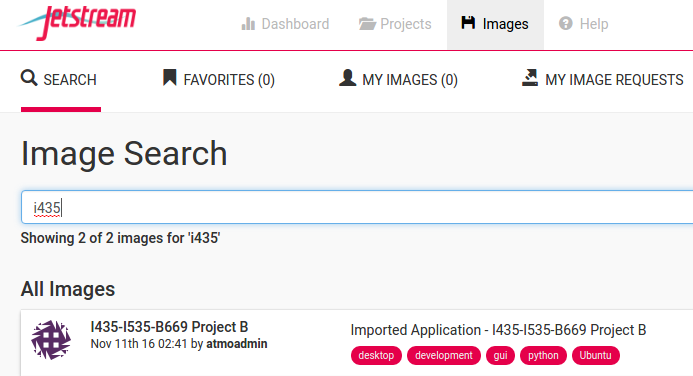 Jetstream
Dashboard Projects Images Help
SEARCH FAVORITES (0) MY IMAGES (0) MY IMAGE REQUESTS
Image Search
i435
Showing 2 of 2 images for 'i435'
All Images
I435-I535-B669 Project B
Nov 11th 16 02:41 by atmoadmin
Imported Application - I435-I535-B669 Project B
desktop development gui python Ubuntu